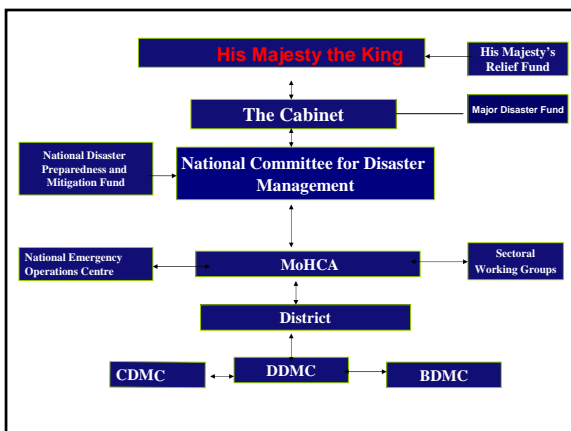 His Majesty the King
His Majesty's
Relief Fund
The Cabinet
Major Disaster Fund
National Disaster
Preparedness and
Mitigation Fund
National Committee for Disaster
Management
National Emergency
Operations Centre
MoHCA
Sectoral
Working Groups
District
CDMC
DDMC
BDMC